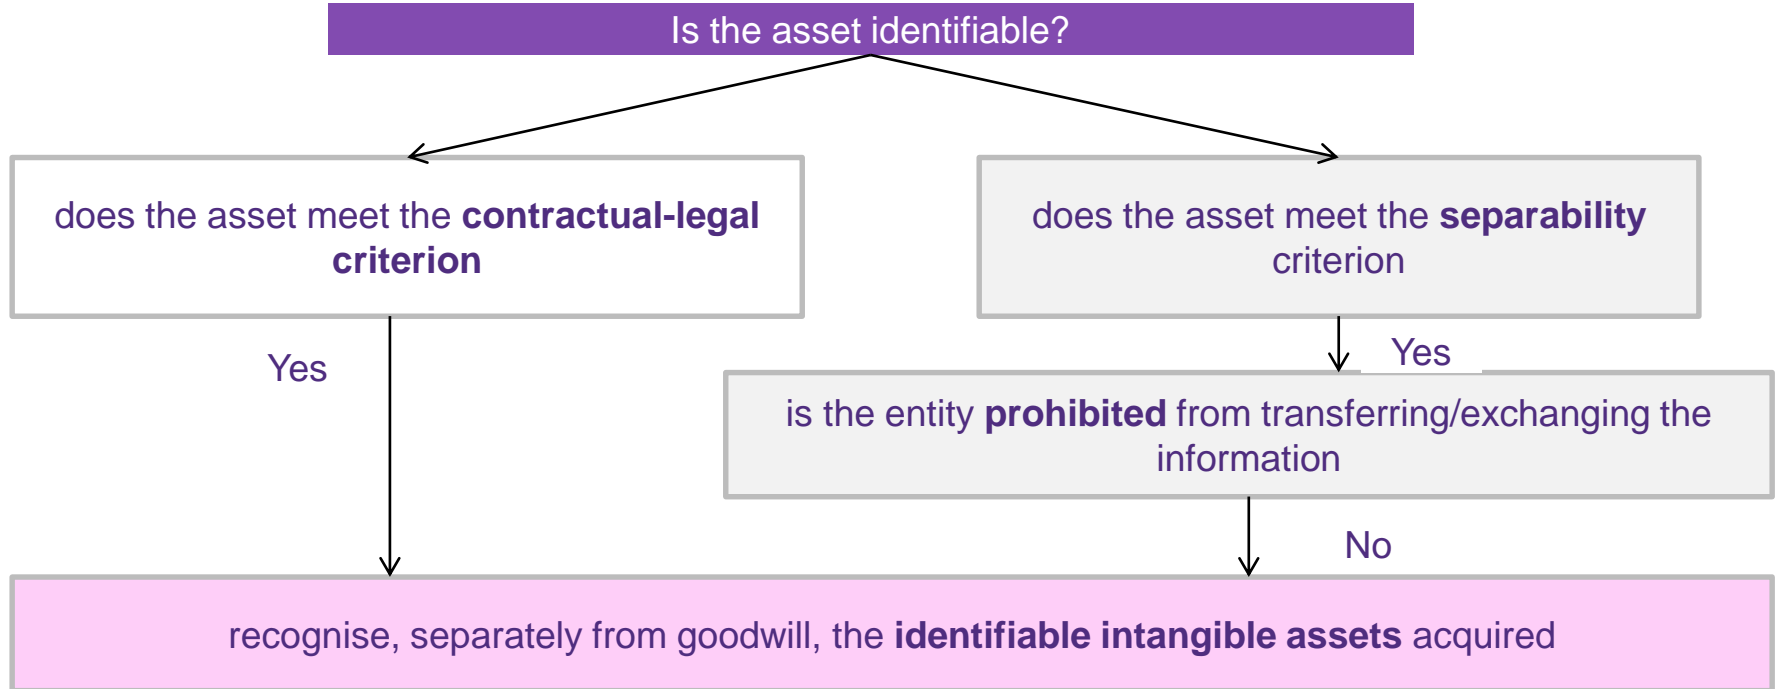 Is the asset identifiable?
does the asset meet the contractual-legal
criterion
does the asset meet the separability
criterion
Yes
Yes
is the entity prohibited from transferring/exchanging the
information
No
recognise, separately from goodwill, the identifiable intangible assets acquired